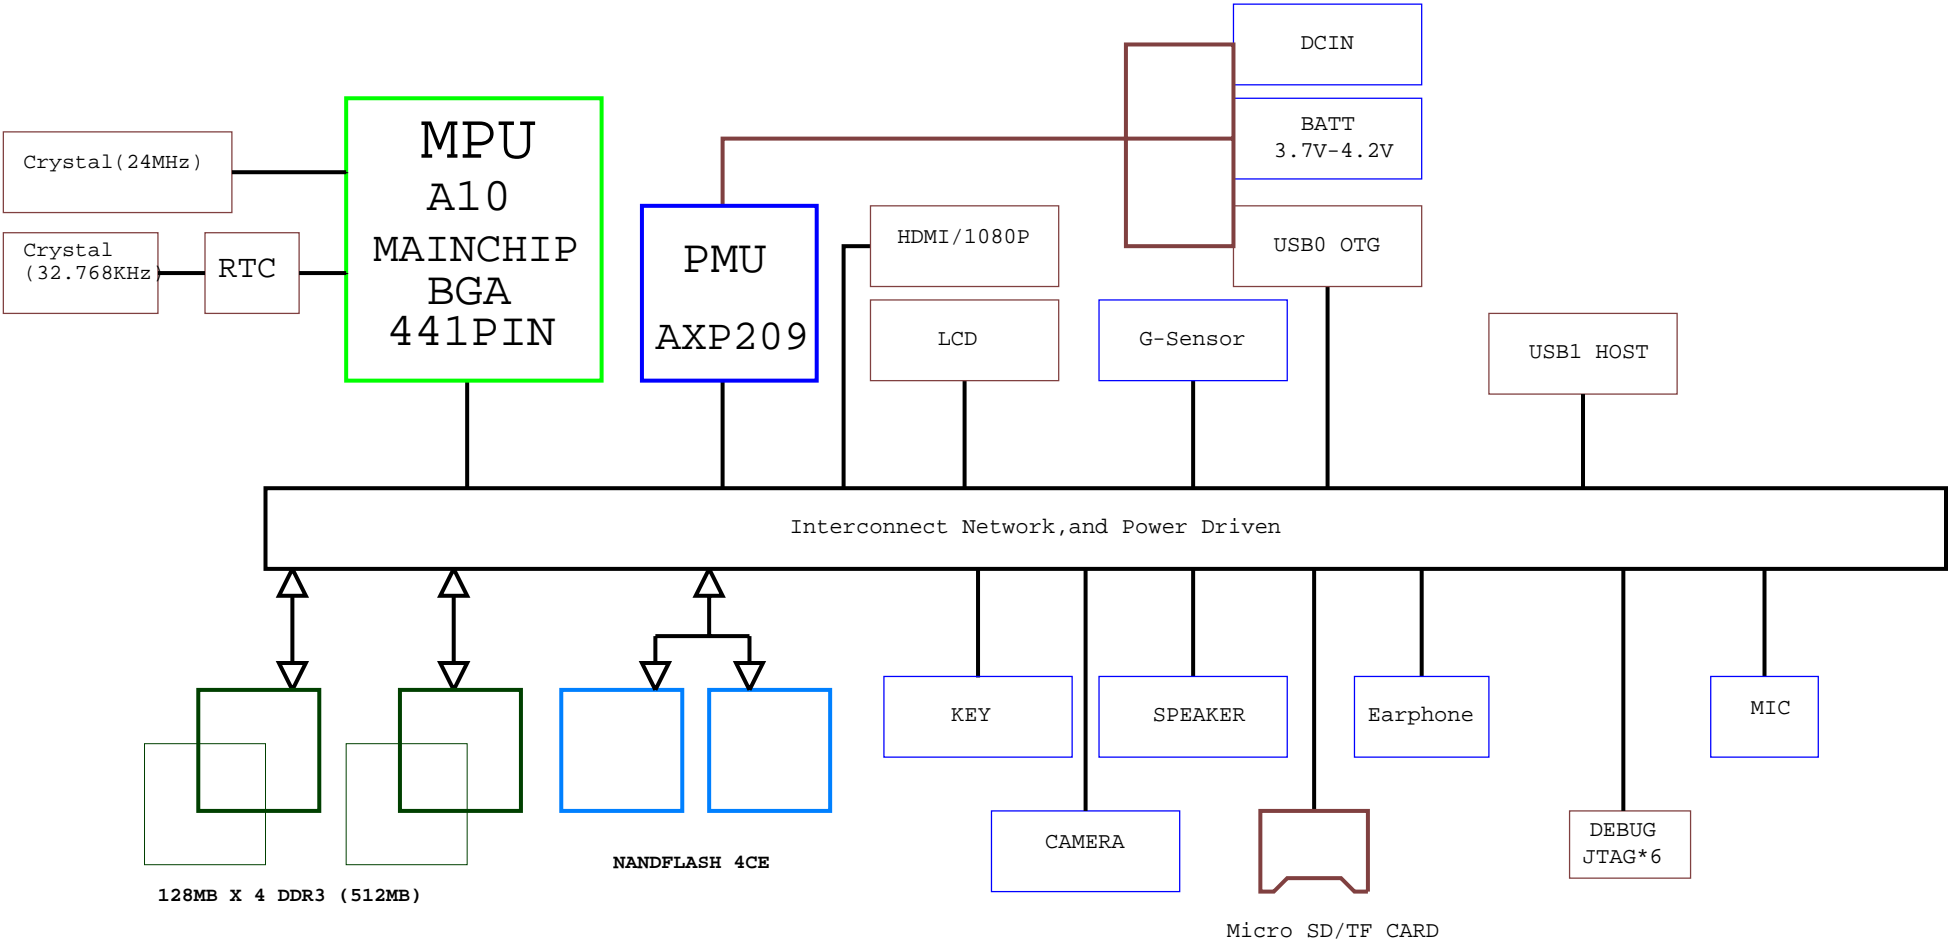 DCIN
BATT
3.7V-4.2V
MPU
A10
MAINCHIP
BGA
441PIN
Crystal(24MHz)
Crystal
(32.768KHz)
RTC
PMU
AXP209
HDMI/1080P
USB0 OTG
LCD
G-Sensor
USB1 HOST
Interconnect Network,and Power Driven
KEY
SPEAKER
Earphone
MIC
CAMERA
DEBUG
JTAG*6
NANDFLASH 4CE
128MB X 4 DDR3 (512MB)
Micro SD/TF CARD